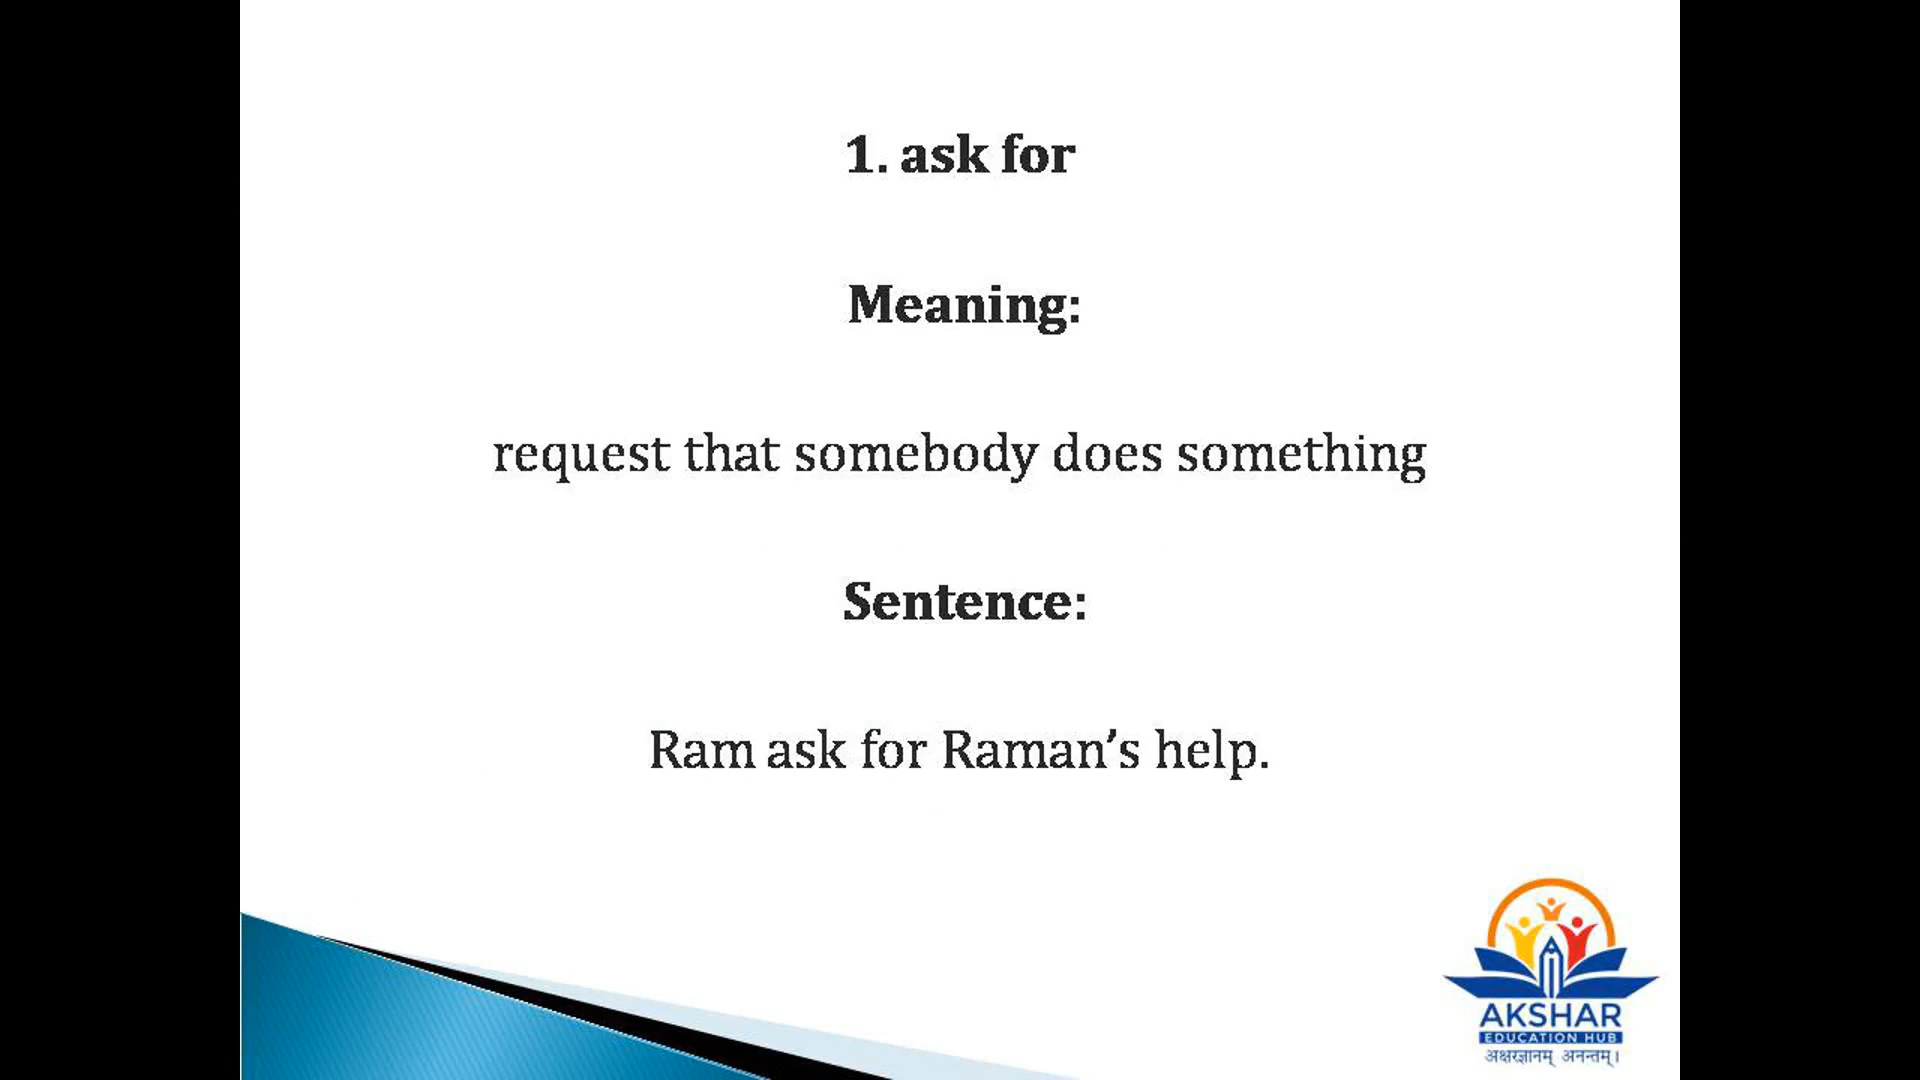 1. ask for
Meaning:
request that somebody does something
Sentence:
Ram ask for Raman’s help.
AKSHAR
EDUCATION HUB
अक्षरज्ञानम् अनन्तम्।